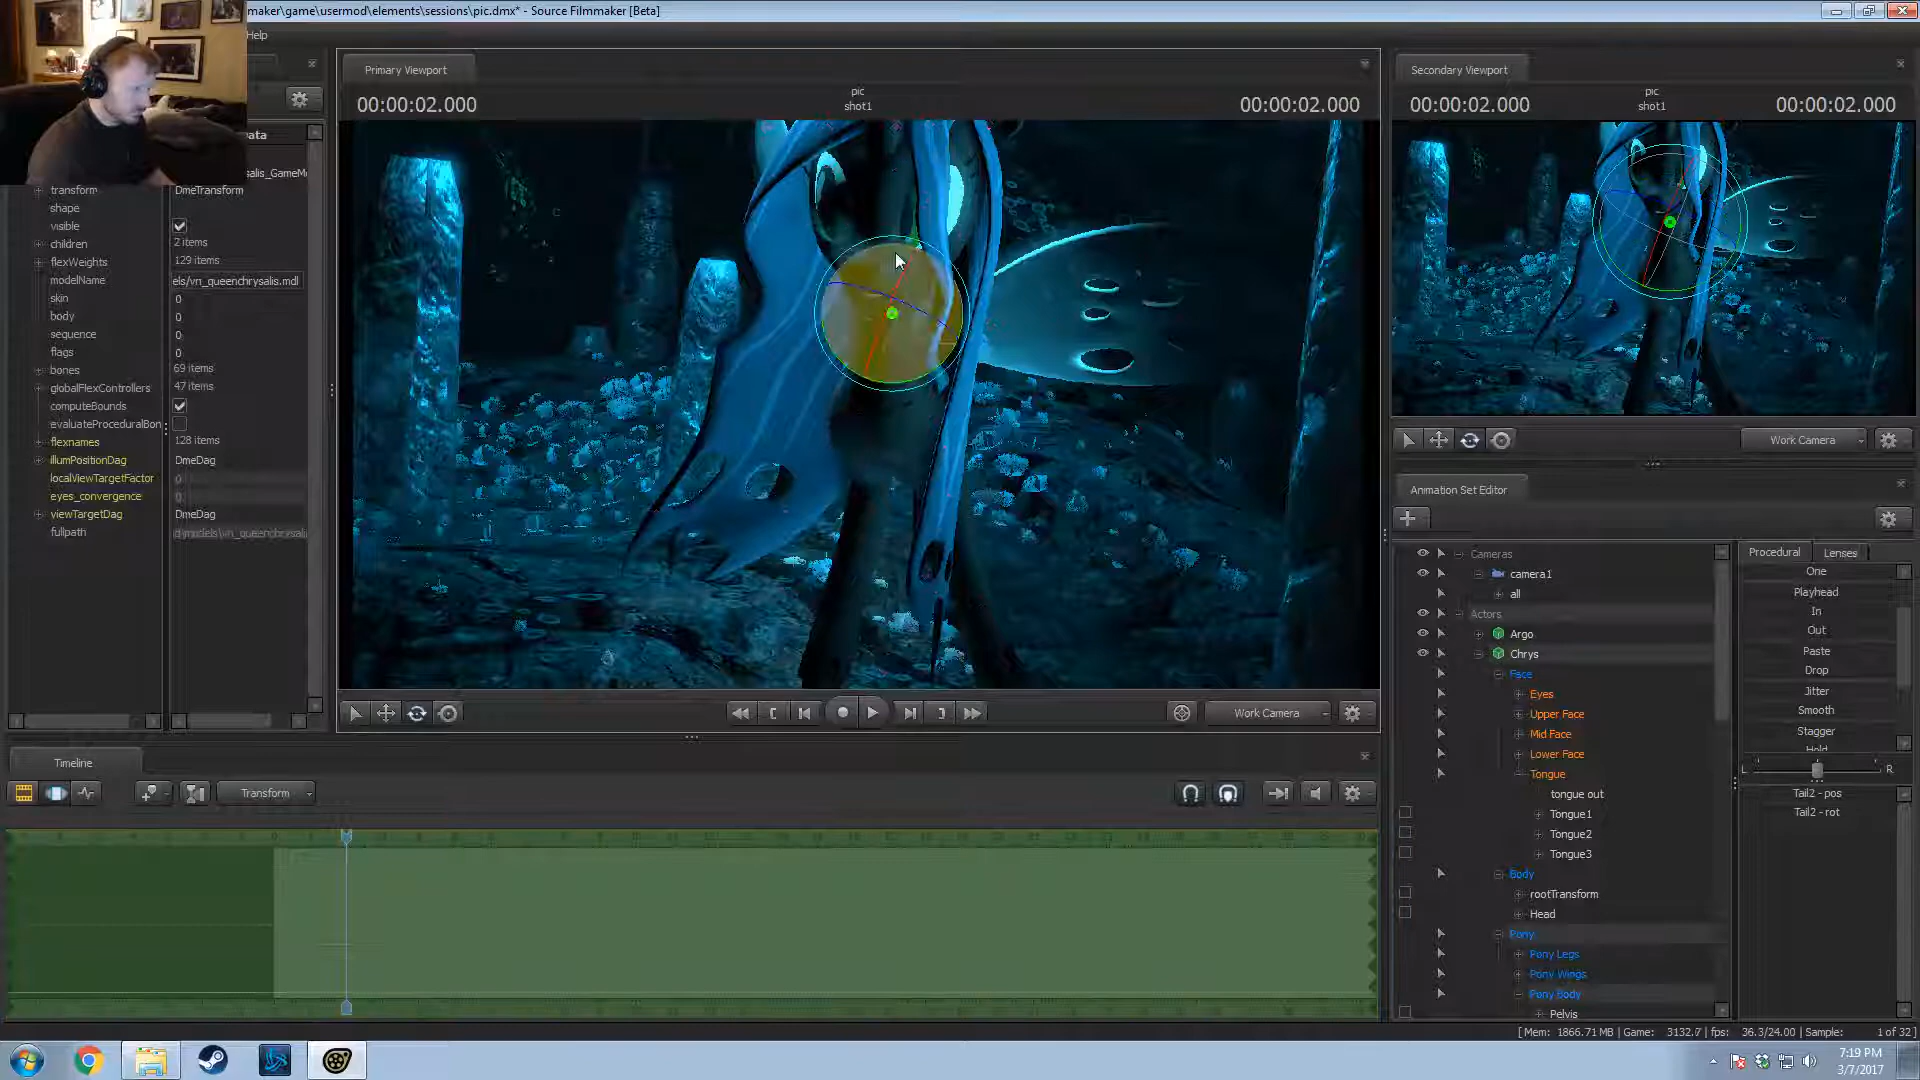 maker\game\usermod\elements\sessions\pic.dmx* - Source Filmmaker [Beta]
Help
Primary Viewport
Secondary Viewport
00:00:02.000
pic
shot1
00:00:02.000
00:00:02.000
pic
shot1
00:00:02.000
transform
DmeTransform
shape
visible
children
2 items
flexWeights
129 items
modelName
els/vn_queenchrysalis.mdl
skin
0
body
0
sequence
0
flags
0
bones
69 items
globalFlexControllers
47 items
computeBounds
evaluateProceduralBon
flexnames
128 items
illumPositionDag
DmeDag
localViewTargetFactor
0
eyes_convergence
0
viewTargetDag
DmeDag
fullpath
Work Camera
Work Camera
Animation Set Editor
Cameras
camera1
all
Actors
Argo
Chrys
Face
Eyes
Upper Face
Mid Face
Lower Face
Tongue
tongue out
Tongue1
Tongue2
Tongue3
Body
rootTransform
Head
Pony
Pony Legs
Pony Wings
Pony Body
Pelvis
Procedural
Lenses
One
Playhead
In
Out
Paste
Drop
Jitter
Smooth
Stagger
Hold
L
R
Tail2 - pos
Tail2 - rot
Timeline
Transform
[Mem: 1866.71 MB | Game: 3132.7| fps: 36.3/24.00 | Sample: 1 of 32 ]
7:19 PM
3/7/2017